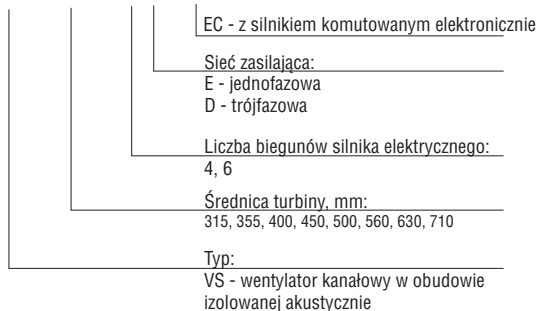 EC - z silnikiem komutowanym elektronicznie
Sieć zasilająca:
E - jednofazowa
D - trójfazowa
Liczba biegunów silnika elektrycznego:
4, 6
Średnica turbiny, mm:
315, 355, 400, 450, 500, 560, 630, 710
Typ:
VS - wentylator kanałowy w obudowie
izolowanej akustycznie